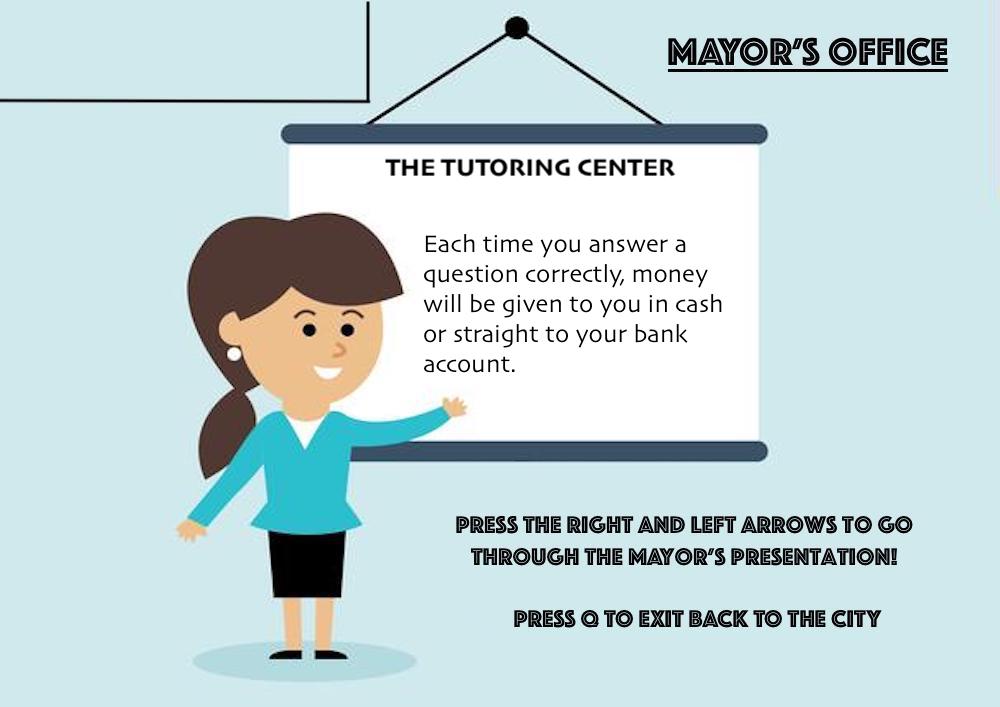 MAYOR'S OFFICE
THE TUTORING CENTER
Each time you answer a
question correctly, money
will be given to you in cash
or straight to your bank
account.
PRESS THE RIGHT AND LEFT ARROWS TO GO
THROUGH THE MAYOR'S PRESENTATION!
PRESS Q TO EXIT BACK TO THE CITY